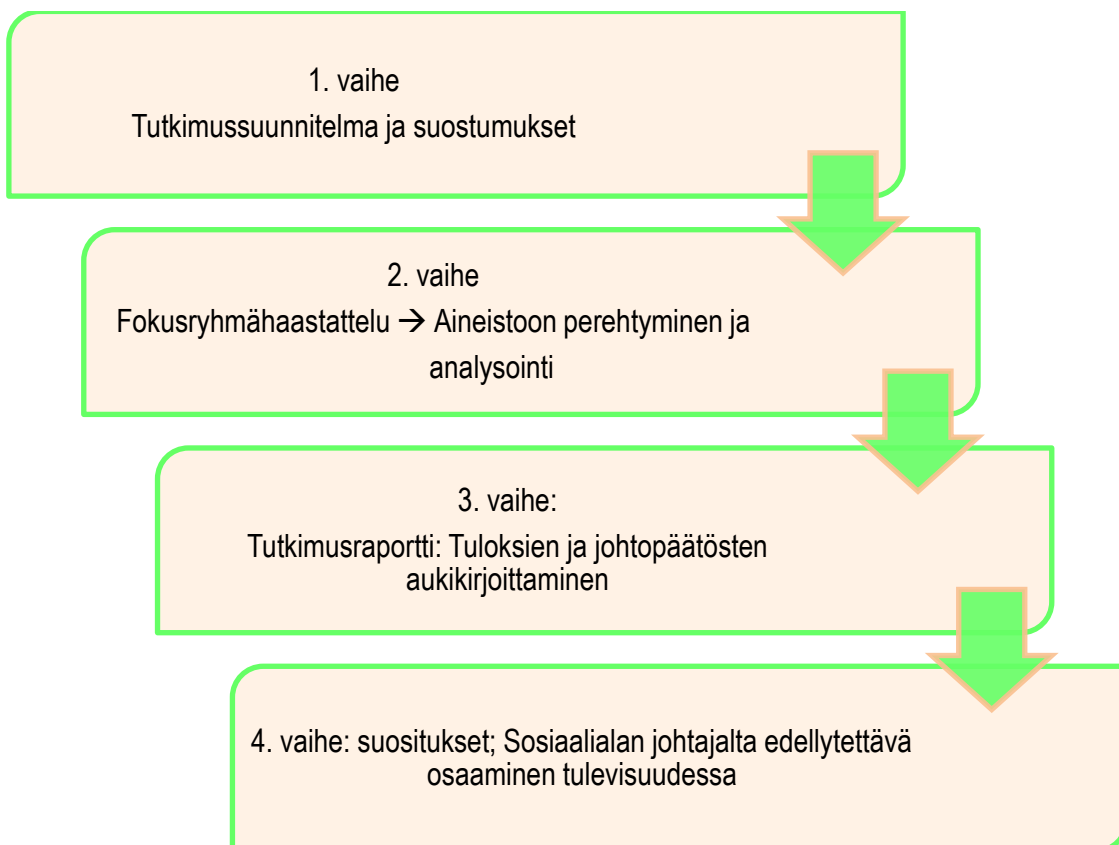 1. vaihe
Tutkimussuunnitelma ja suostumukset
2. vaihe
Fokusryhmähaastattelu → Aineistoon perehtyminen ja
analysointi
3. vaihe:
Tutkimusraportti: Tuloksien ja johtopäätösten
aukikirjoittaminen
4. vaihe: suositukset; Sosiaalialan johtajalta edellytettävä
osaaminen tulevisuudessa